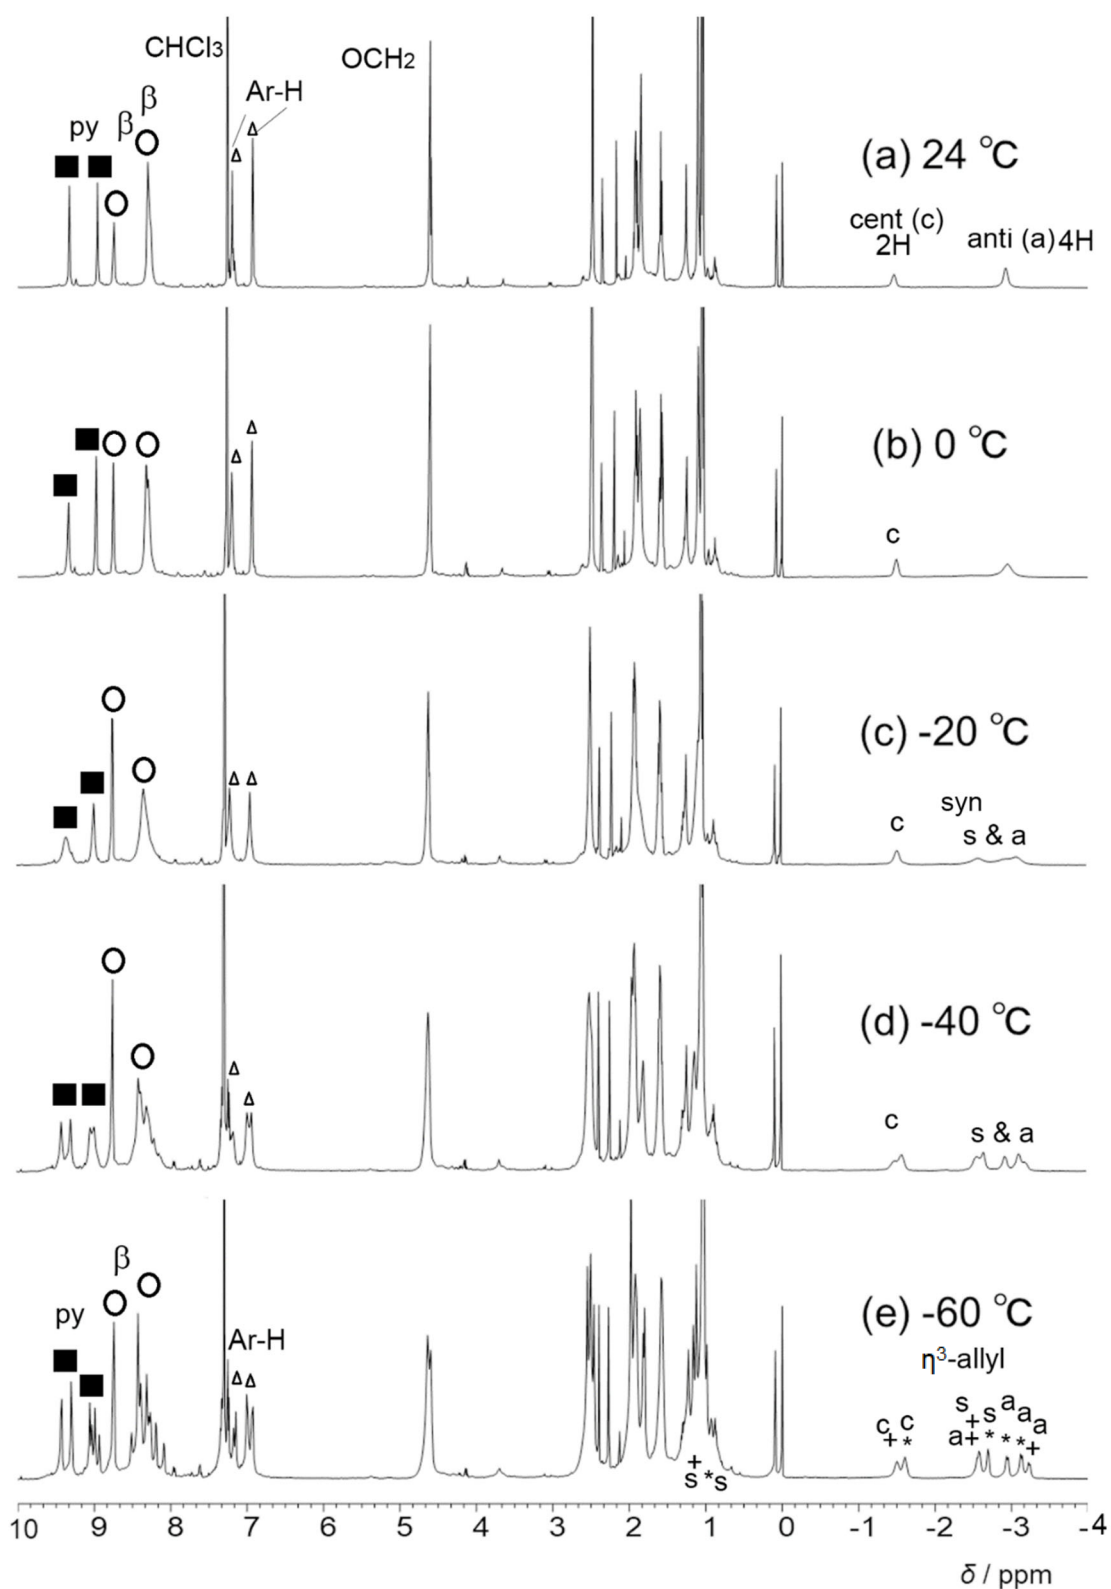 CHCl3
OCH2
Ar-H
β
py β
(a) 24 °C
cent (c)
2H
anti (a) 4H
(b) 0 °C
c
(c) -20 °C
syn
c
s & a
(d) -40 °C
c
s & a
(e) -60 °C
η3-allyl
β
py
Ar-H
c c
+ *
s s a a a
+ * * * +
a+
+
s *s
10 9 8 7 6 5 4 3 2 1 0 -1 -2 -3 -4
δ / ppm